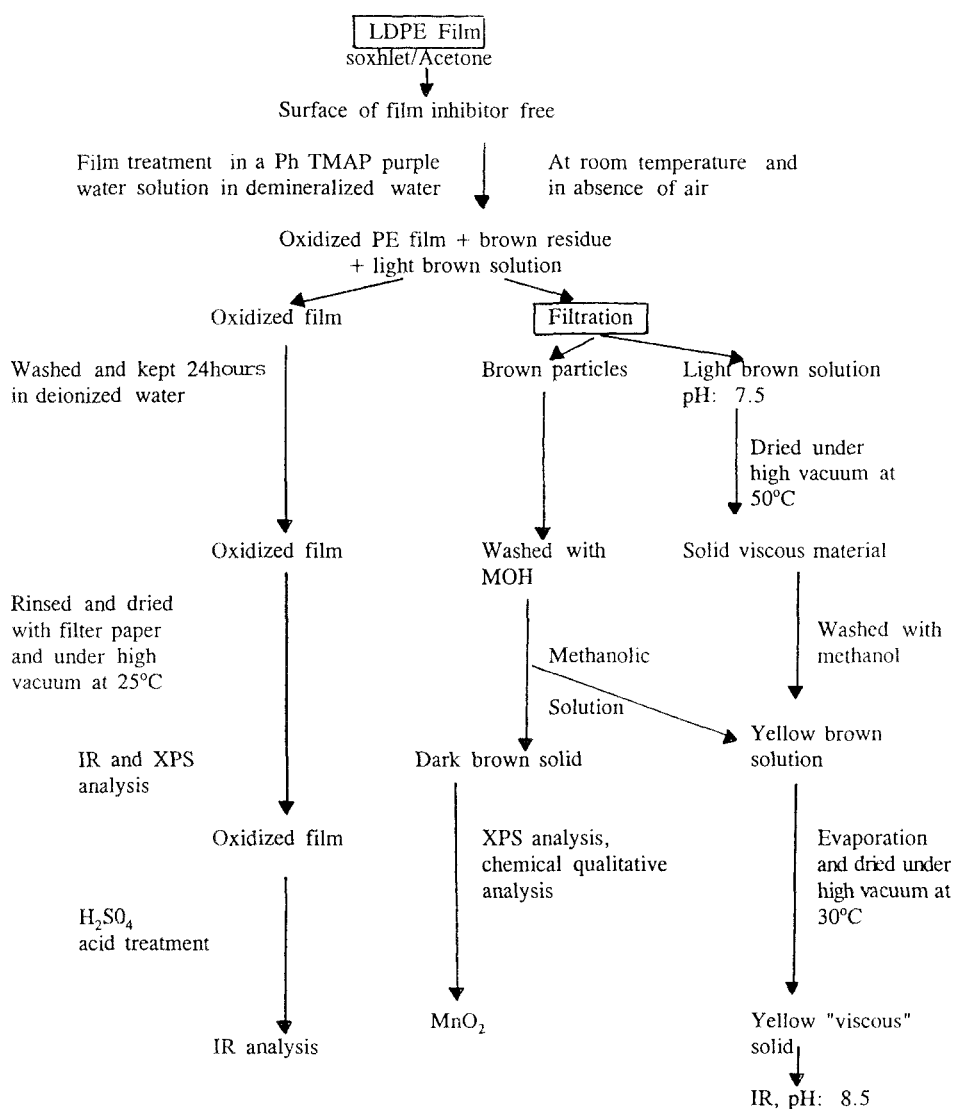 LDPE Film
soxhlet/Acetone
Surface of film inhibitor free
Film treatment in a Ph TMAP purple
water solution in demineralized water
At room temperature and
in absence of air
Oxidized PE film + brown residue
+ light brown solution
Oxidized film
Filtration
Washed and kept 24hours
in deionized water
Brown particles
Light brown solution
pH: 7.5
Dried under
high vacuum at
50°C
Oxidized film
Washed with
MOH
Solid viscous material
Rinsed and dried
with filter paper
and under high
vacuum at 25°C
Methanolic
Solution
Washed with
methanol
IR and XPS
analysis
Dark brown solid
Yellow brown
solution
Oxidized film
XPS analysis,
chemical qualitative
analysis
Evaporation
and dried under
high vacuum at
30°C
H₂SO₄
acid treatment
IR analysis
MnO₂
Yellow "viscous"
solid
IR, pH: 8.5